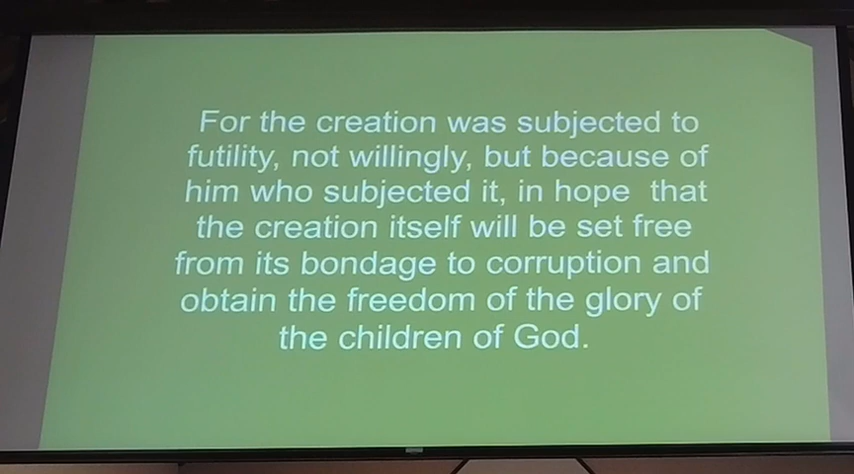 For the creation was subjected to
futility, not willingly, but because of
him who subjected it, in hope  that
the creation itself will be set free
from its bondage to corruption and
obtain the freedom of the glory of
the children of God.